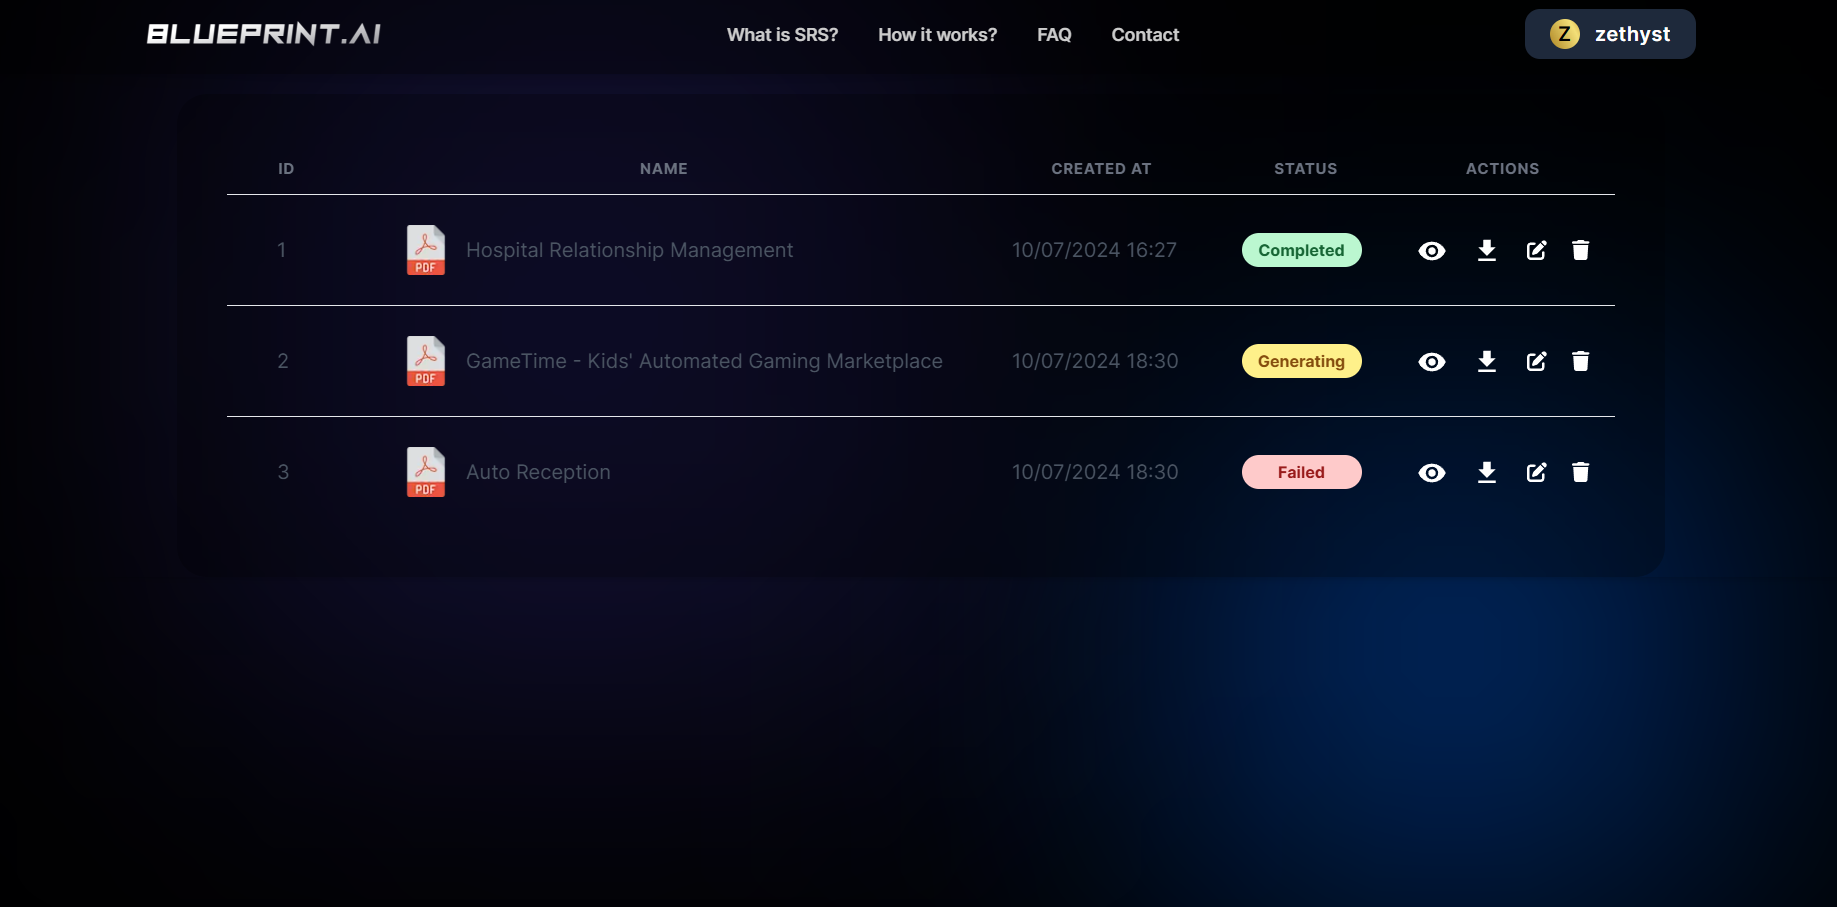 BLUEPRINT.AI
What is SRS? How it works? FAQ Contact
Z zethyst
ID NAME CREATED AT STATUS ACTIONS
1 PDF Hospital Relationship Management 10/07/2024 16:27 Completed
2 PDF GameTime - Kids' Automated Gaming Marketplace 10/07/2024 18:30 Generating
3 PDF Auto Reception 10/07/2024 18:30 Failed